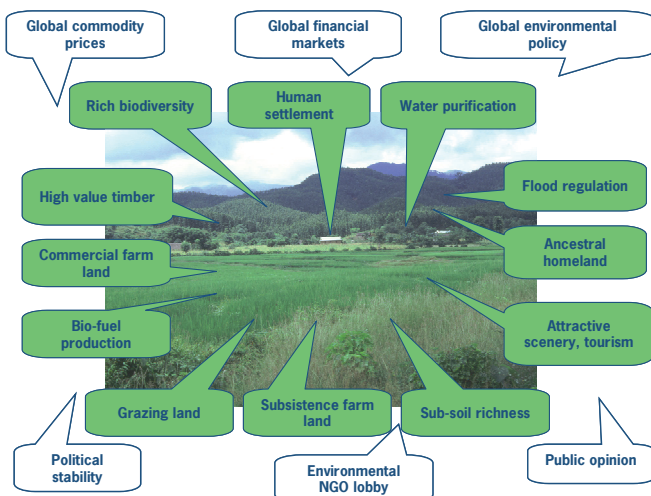 Global commodity
prices
Global financial
markets
Global environmental
policy
Rich biodiversity
Human
settlement
Water purification
High value timber
Flood regulation
Commercial farm
land
Ancestral
homeland
Bio-fuel
production
Attractive
scenery, tourism
Grazing land
Subsistence farm
land
Sub-soil richness
Political
stability
Environmental
NGO lobby
Public opinion